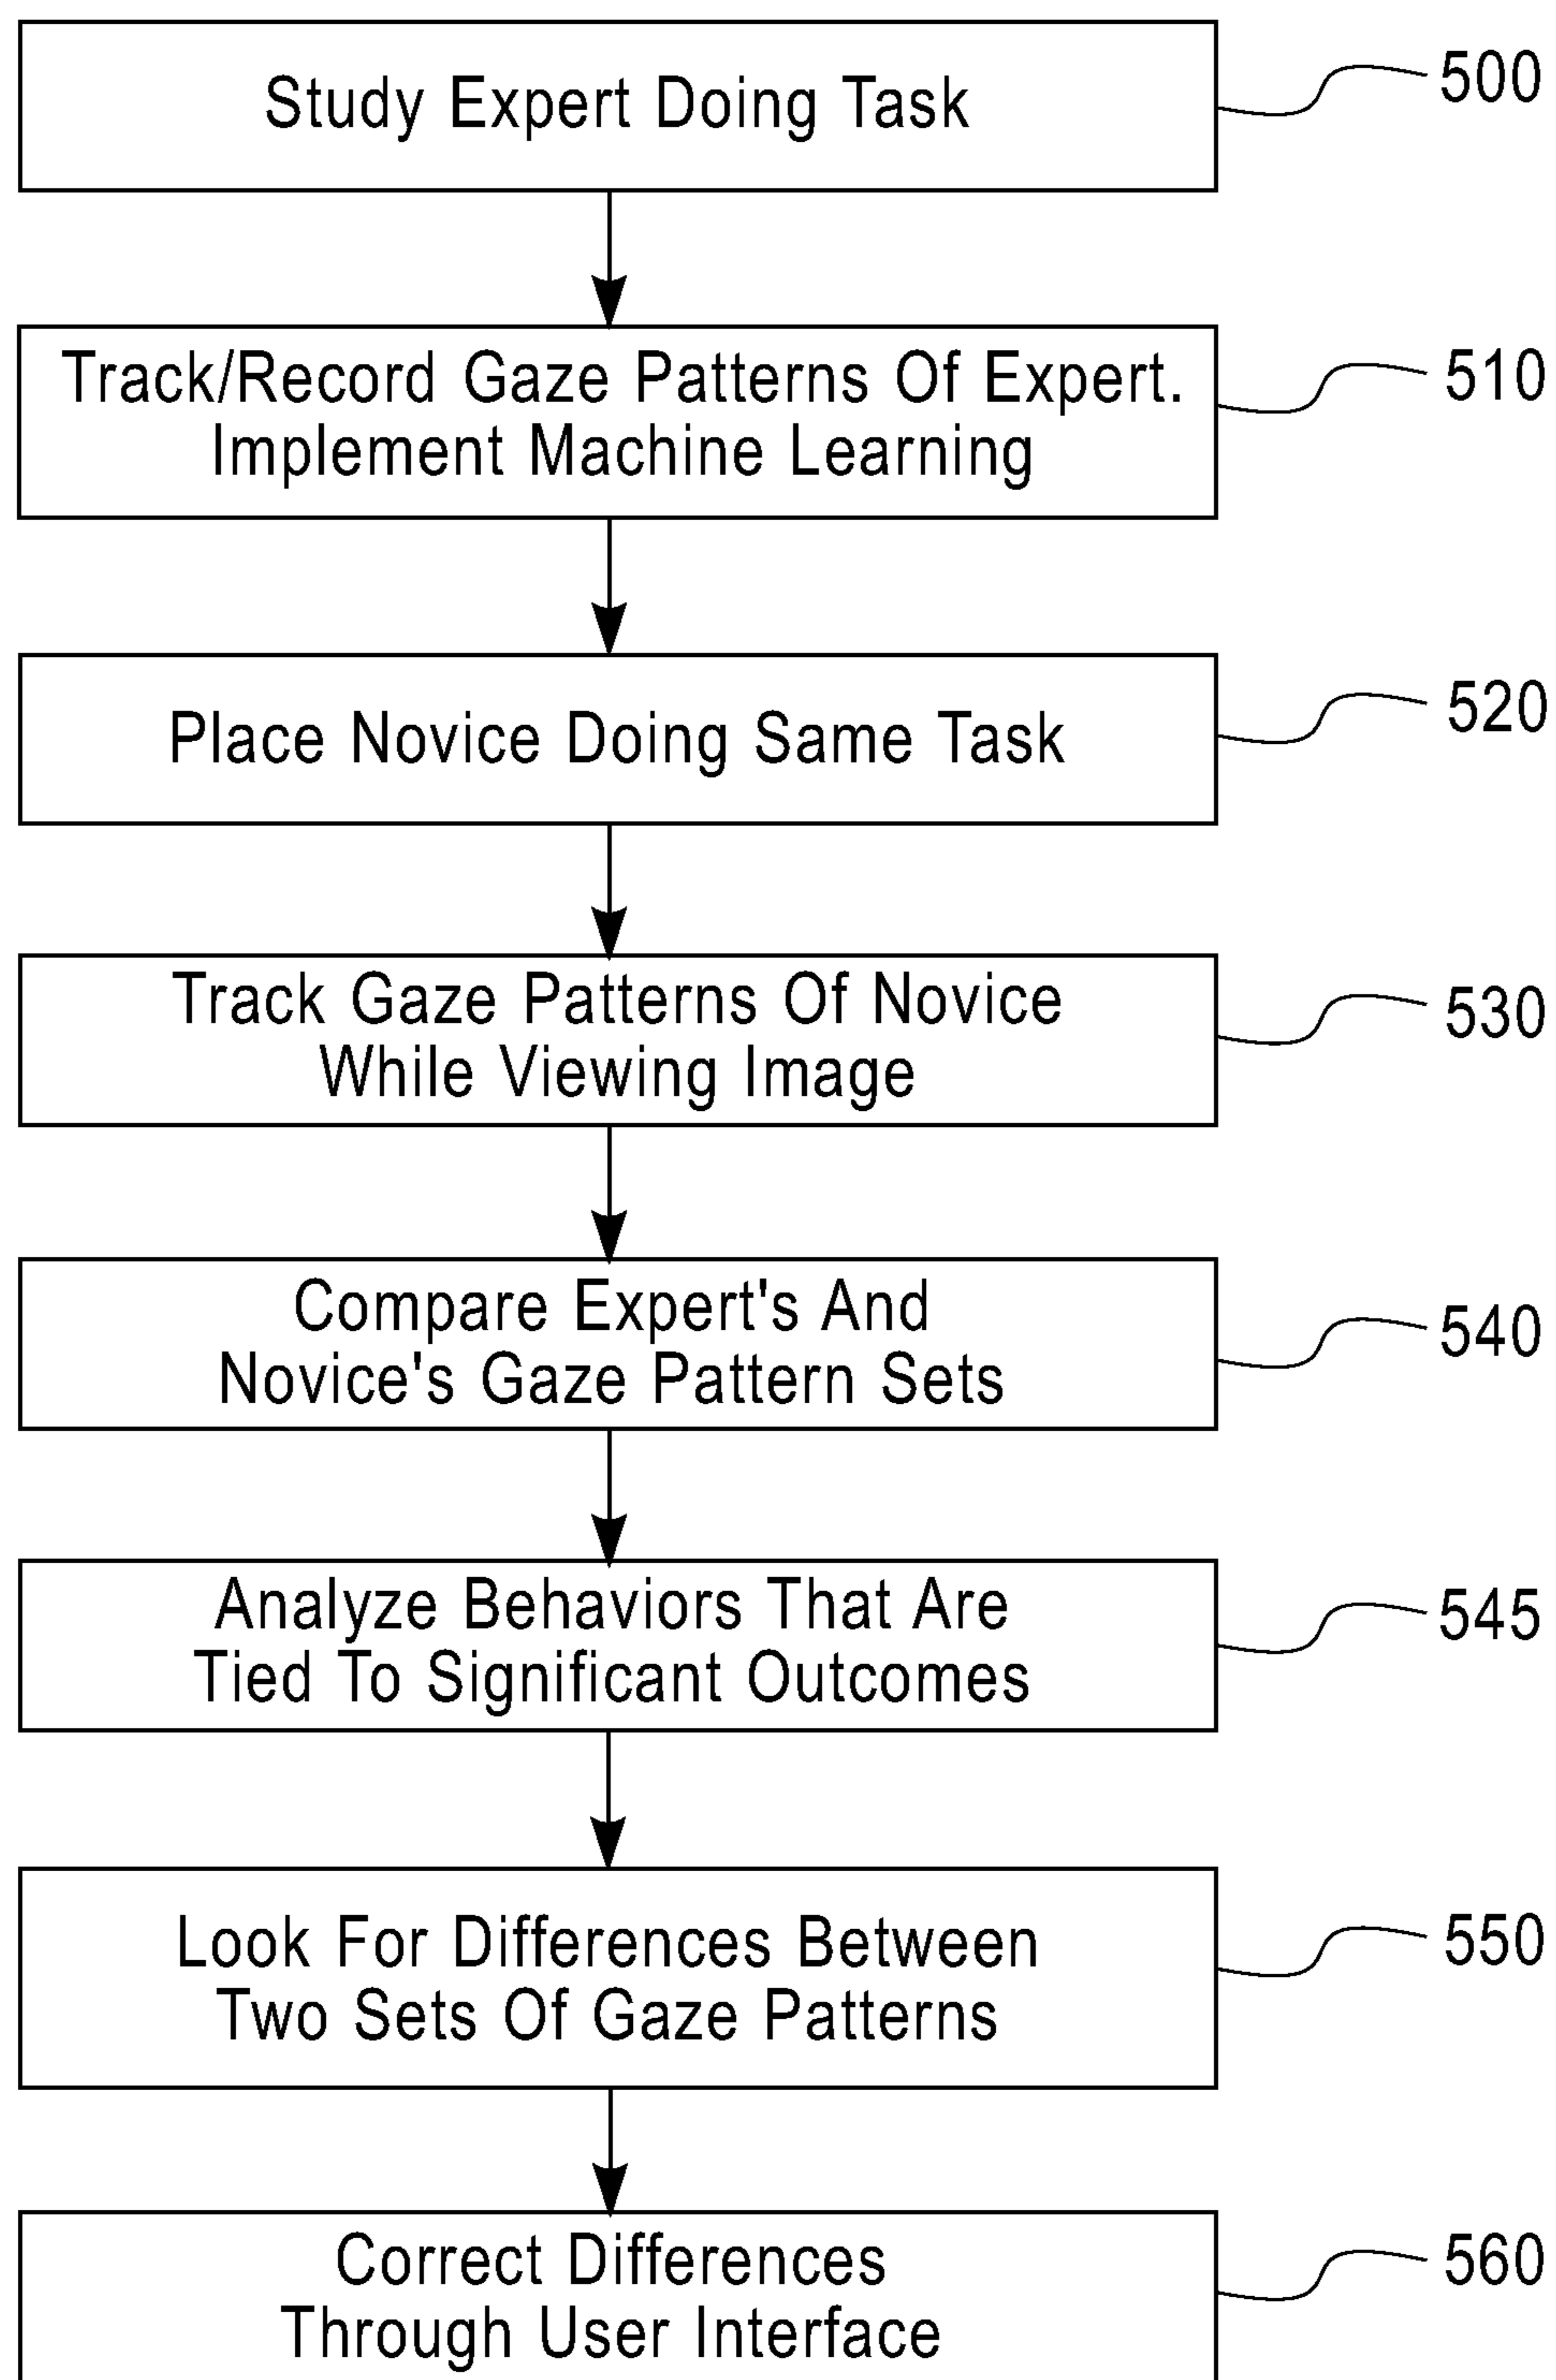 Study Expert Doing Task
500
Track/Record Gaze Patterns Of Expert.
Implement Machine Learning
510
Place Novice Doing Same Task
520
Track Gaze Patterns Of Novice
While Viewing Image
530
Compare Expert's And
Novice's Gaze Pattern Sets
540
Analyze Behaviors That Are
Tied To Significant Outcomes
545
Look For Differences Between
Two Sets Of Gaze Patterns
550
Correct Differences
Through User Interface
560